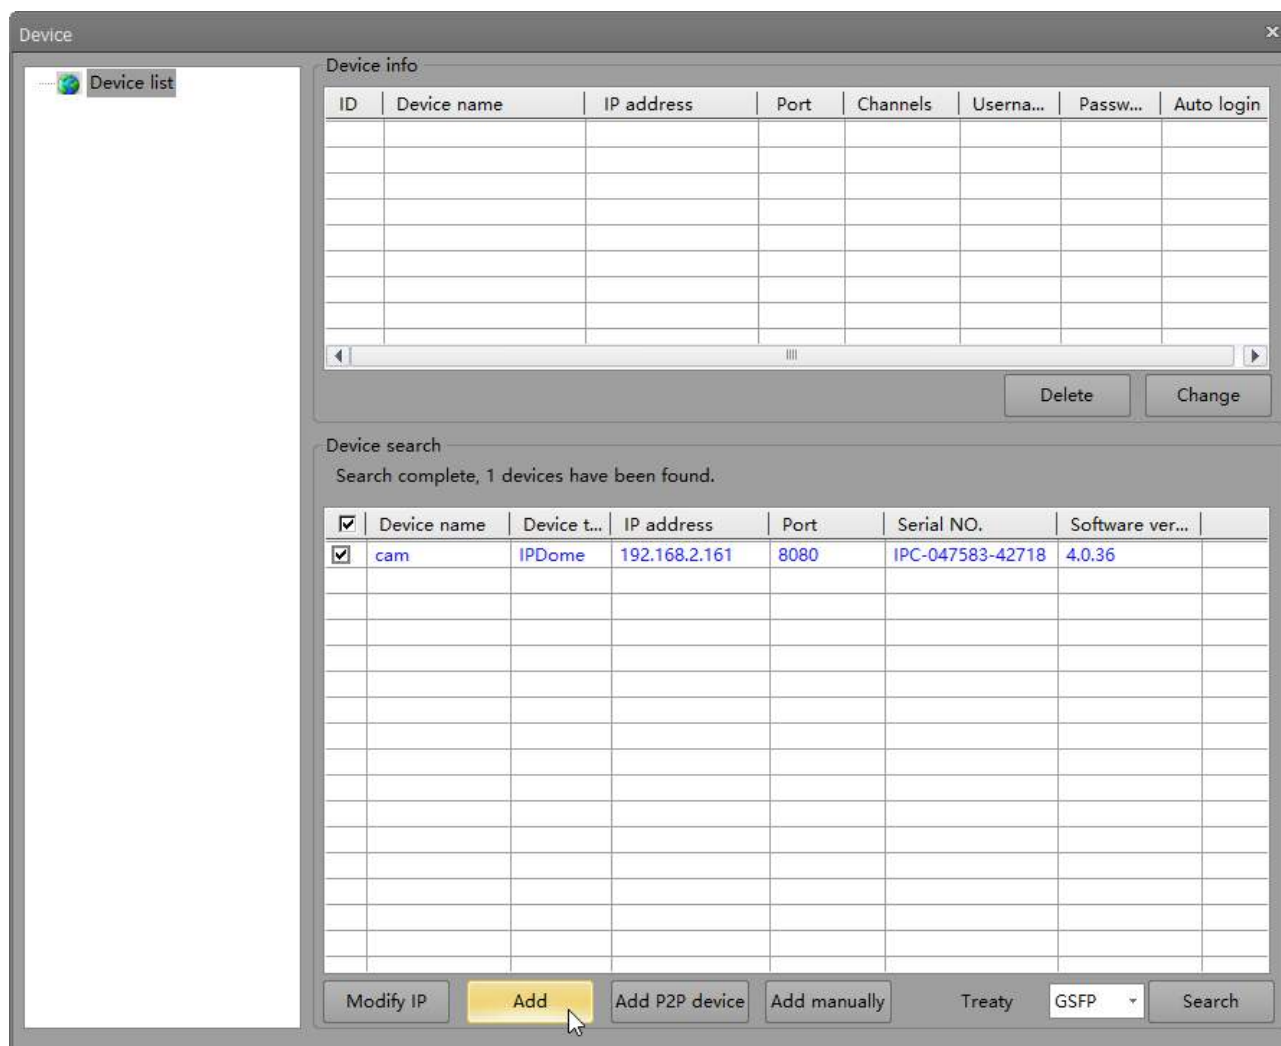 Device
Device list
Device info
ID Device name IP address Port Channels Userna... Passw... Auto login
Delete Change
Device search
Search complete, 1 devices have been found.
Device name Device t... IP address Port Serial NO. Software ver...
cam IPDome 192.168.2.161 8080 IPC-047583-42718 4.0.36
Modify IP Add Add P2P device Add manually Treaty GSFP Search